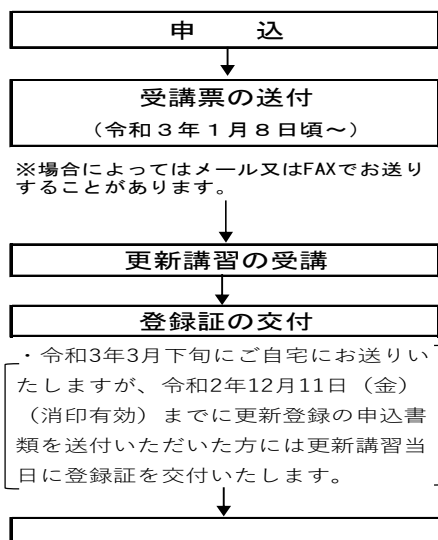 申　　込
受講票の送付
（令和３年１月８日頃～）
※場合によってはメール又はFAXでお送り
することがあります。
更新講習の受講
登録証の交付
・令和3年3月下旬にご自宅にお送りい
たしますが、令和2年12月11日（金）
（消印有効）までに更新登録の申込書
類を送付いただいた方には更新講習当
日に登録証を交付いたします。